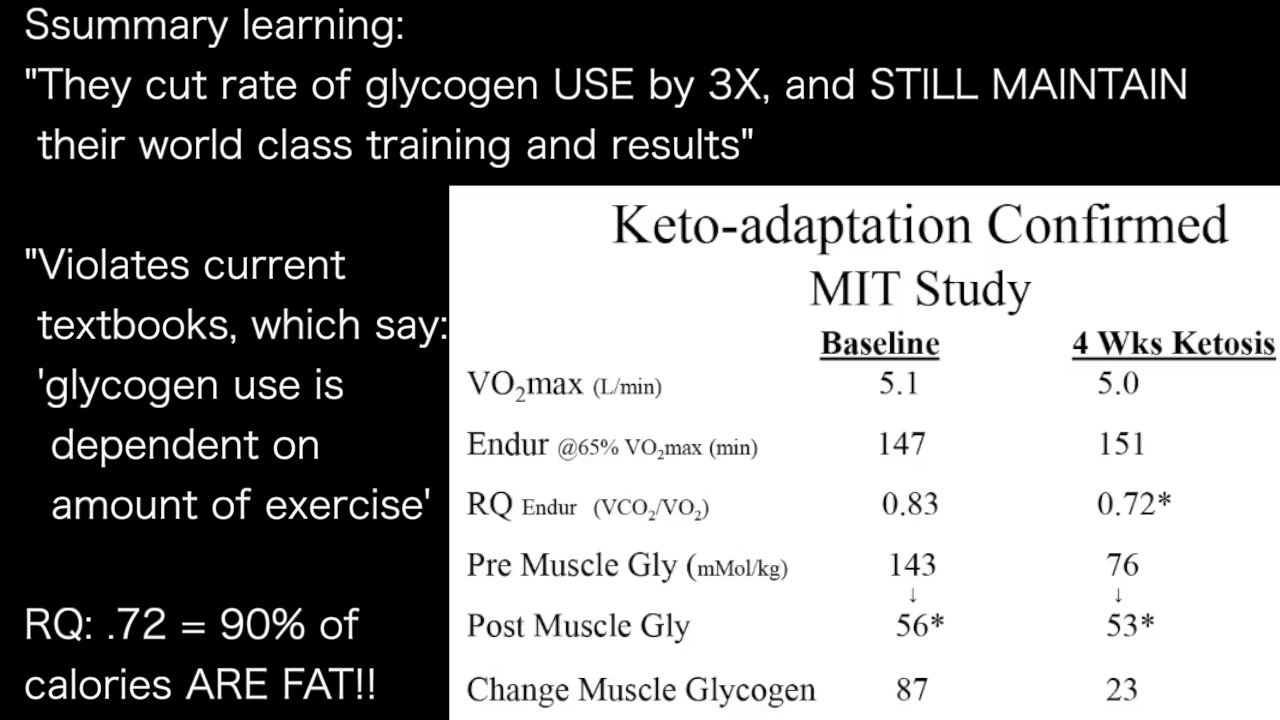 Ssummary learning:
"They cut rate of glycogen USE by 3X, and STILL MAINTAIN
their world class training and results"
"Violates current
textbooks, which say:
'glycogen use is
dependent on
amount of exercise'
RQ: .72 = 90% of
calories ARE FAT!!
Keto-adaptation Confirmed
MIT Study
Baseline 4 Wks Ketosis
VO₂max (L/min) 5.1 5.0
Endur @65% VO₂max (min) 147 151
RQ Endur (VCO₂/VO₂) 0.83 0.72*
Pre Muscle Gly (mMol/kg) 143 76
↓ ↓
Post Muscle Gly 56* 53*
Change Muscle Glycogen 87 23